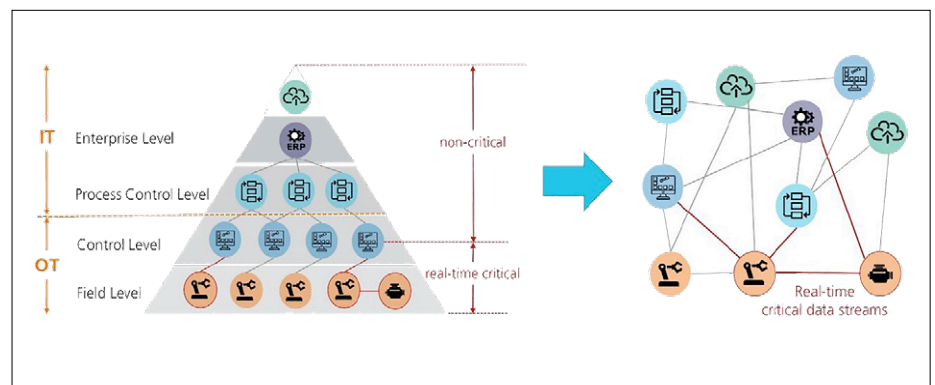 IT
Enterprise Level
ERP
non-critical
Process Control Level
OT
Control Level
real-time critical
Field Level
ERP
Real-time
critical data streams